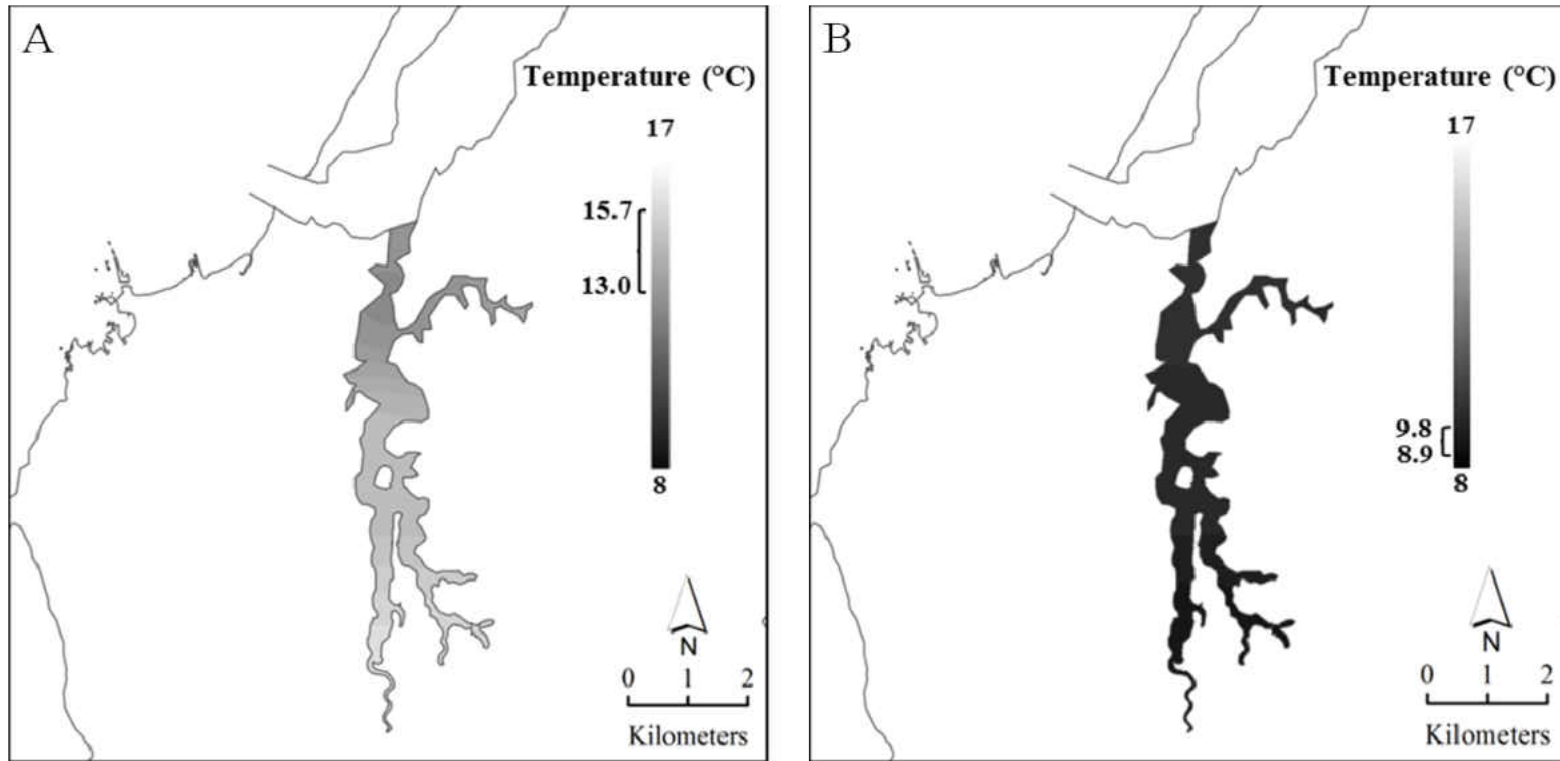 A
Temperature (°C)
17
15.7
13.0
8
N
0 1 2
Kilometers
B
Temperature (°C)
17
9.8
8.9
8
N
0 1 2
Kilometers